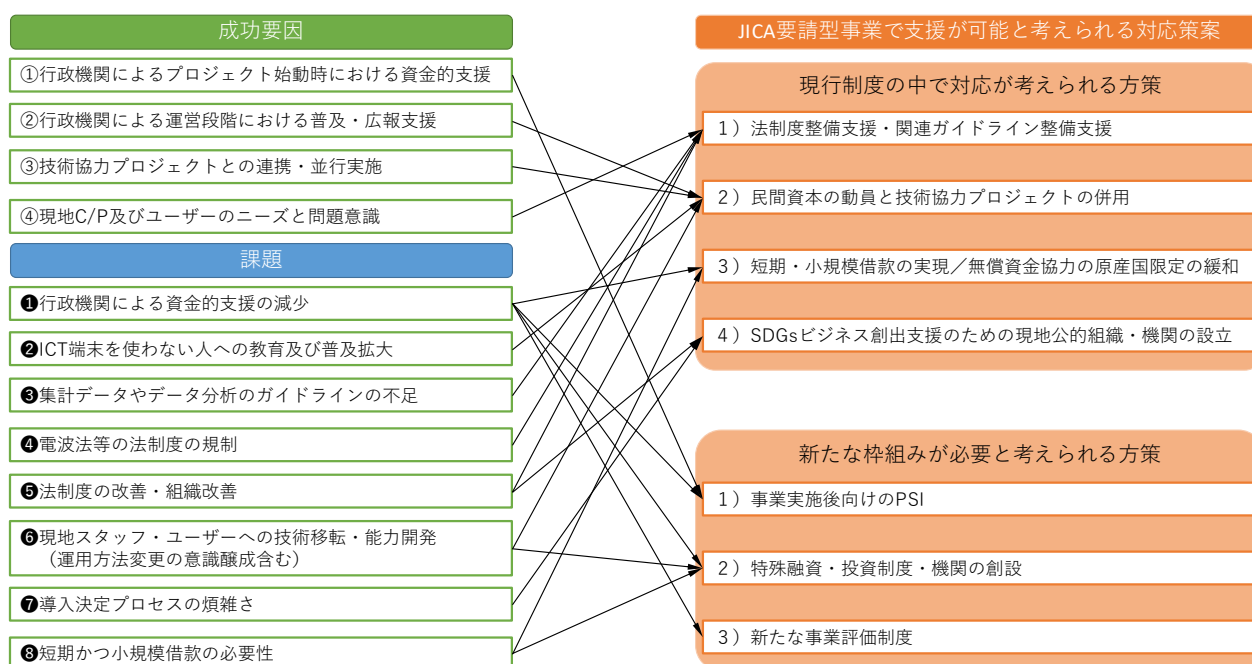 成功要因
①行政機関によるプロジェクト始動時における資金的支援
②行政機関による運営段階における普及・広報支援
③技術協力プロジェクトとの連携・並行実施
④現地C/P及びユーザーのニーズと問題意識
課題
❶行政機関による資金的支援の減少
❷ICT端末を使わない人への教育及び普及拡大
❸集計データやデータ分析のガイドラインの不足
❹電波法等の法制度の規制
❺法制度の改善・組織改善
❻現地スタッフ・ユーザーへの技術移転・能力開発
（運用方法変更の意識醸成含む）
❼導入決定プロセスの煩雑さ
❽短期かつ小規模借款の必要性
JICA要請型事業で支援が可能と考えられる対応策案
現行制度の中で対応が考えられる方策
1）法制度整備支援・関連ガイドライン整備支援
2）民間資本の動員と技術協力プロジェクトの併用
3）短期・小規模借款の実現／無償資金協力の原産国限定の緩和
4）SDGsビジネス創出支援のための現地公的組織・機関の設立
新たな枠組みが必要と考えられる方策
1）事業実施後向けのPSI
2）特殊融資・投資制度・機関の創設
3）新たな事業評価制度